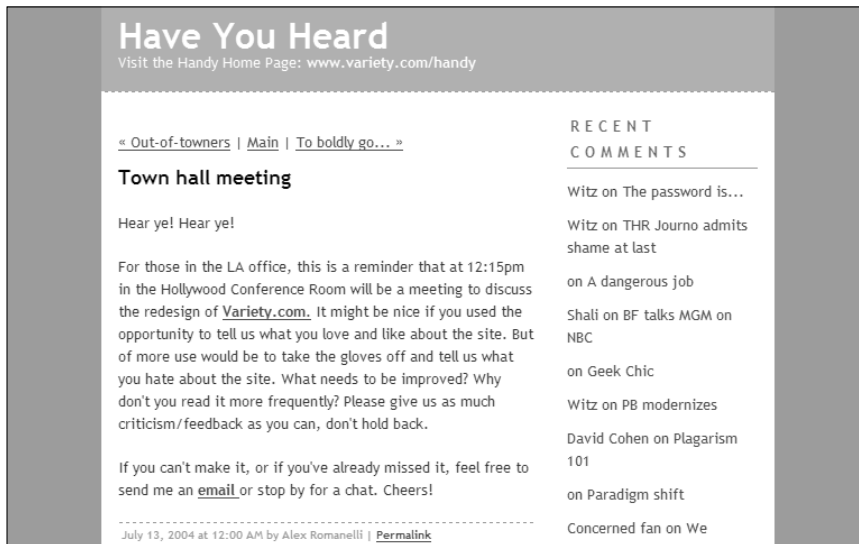 Have You Heard
Visit the Handy Home Page: www.variety.com/handy
« Out-of-towners | Main | To boldly go... »
Town hall meeting
Hear ye! Hear ye!
For those in the LA office, this is a reminder that at 12:15pm
in the Hollywood Conference Room will be a meeting to discuss
the redesign of Variety.com. It might be nice if you used the
opportunity to tell us what you love and like about the site. But
of more use would be to take the gloves off and tell us what
you hate about the site. What needs to be improved? Why
don't you read it more frequently? Please give us as much
criticism/feedback as you can, don't hold back.
If you can't make it, or if you've already missed it, feel free to
send me an email or stop by for a chat. Cheers!
July 13, 2004 at 12:00 AM by Alex Romanelli | Permalink
RECENT
COMMENTS
Witz on The password is...
Witz on THR Journo admits
shame at last
on A dangerous job
Shali on BF talks MGM on
NBC
on Geek Chic
Witz on PB modernizes
David Cohen on Plagarism
101
on Paradigm shift
Concerned fan on We